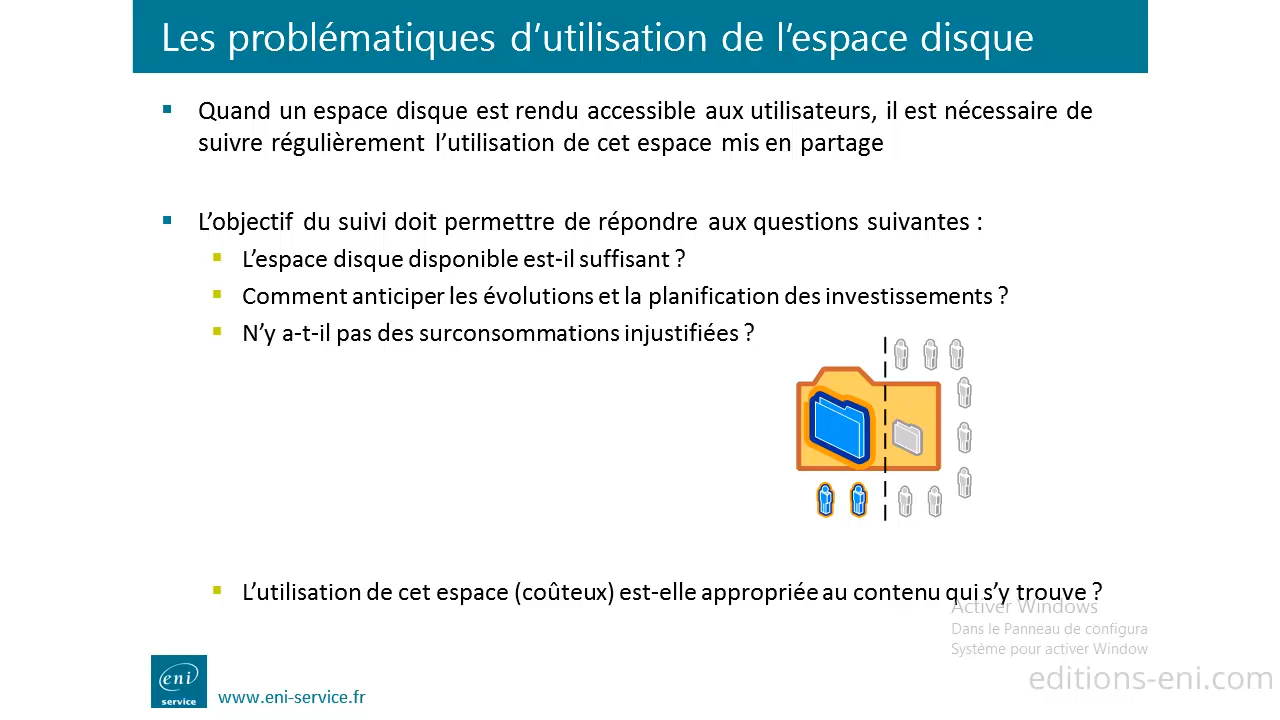 Les problématiques d’utilisation de l’espace disque
Quand un espace disque est rendu accessible aux utilisateurs, il est nécessaire de
suivre régulièrement l’utilisation de cet espace mis en partage
L’objectif du suivi doit permettre de répondre aux questions suivantes :
L’espace disque disponible est-il suffisant ?
Comment anticiper les évolutions et la planification des investissements ?
N’y a-t-il pas des surconsommations injustifiées ?
L’utilisation de cet espace (coûteux) est-elle appropriée au contenu qui s’y trouve ?
Activer Windows
Dans le Panneau de configura
Système pour activer Window
editions-eni.com
eni
service
www.eni-service.fr